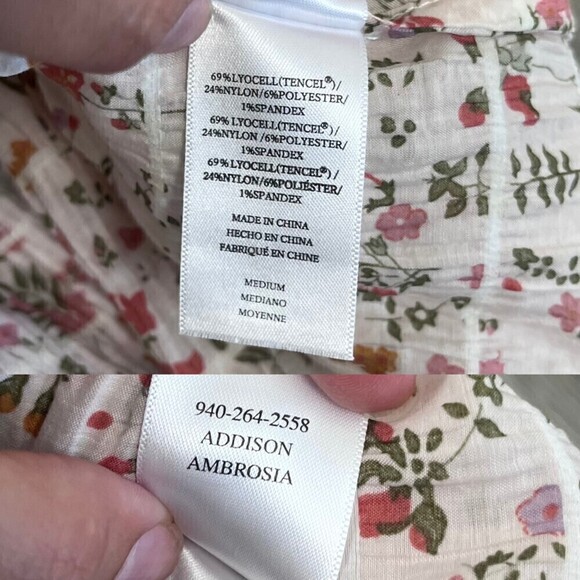 69%LYOCELL(TENCEL®)/
24%NYLON/6%POLYESTER/
1%SPANDEX
69%LYOCELL(TENCEL®)/
24%NYLON /6%POLYESTER/
1%SPANDEX
69%LYOCELL(TENCEL®)/
24%NYLON/6%POLIÉSTER/
1%SPANDEX
MADE IN CHINA
HECHO EN CHINA
FABRIQUÉ EN CHINE
MEDIUM
MEDIANO
MOYENNE
940-264-2558
ADDISON
AMBROSIA